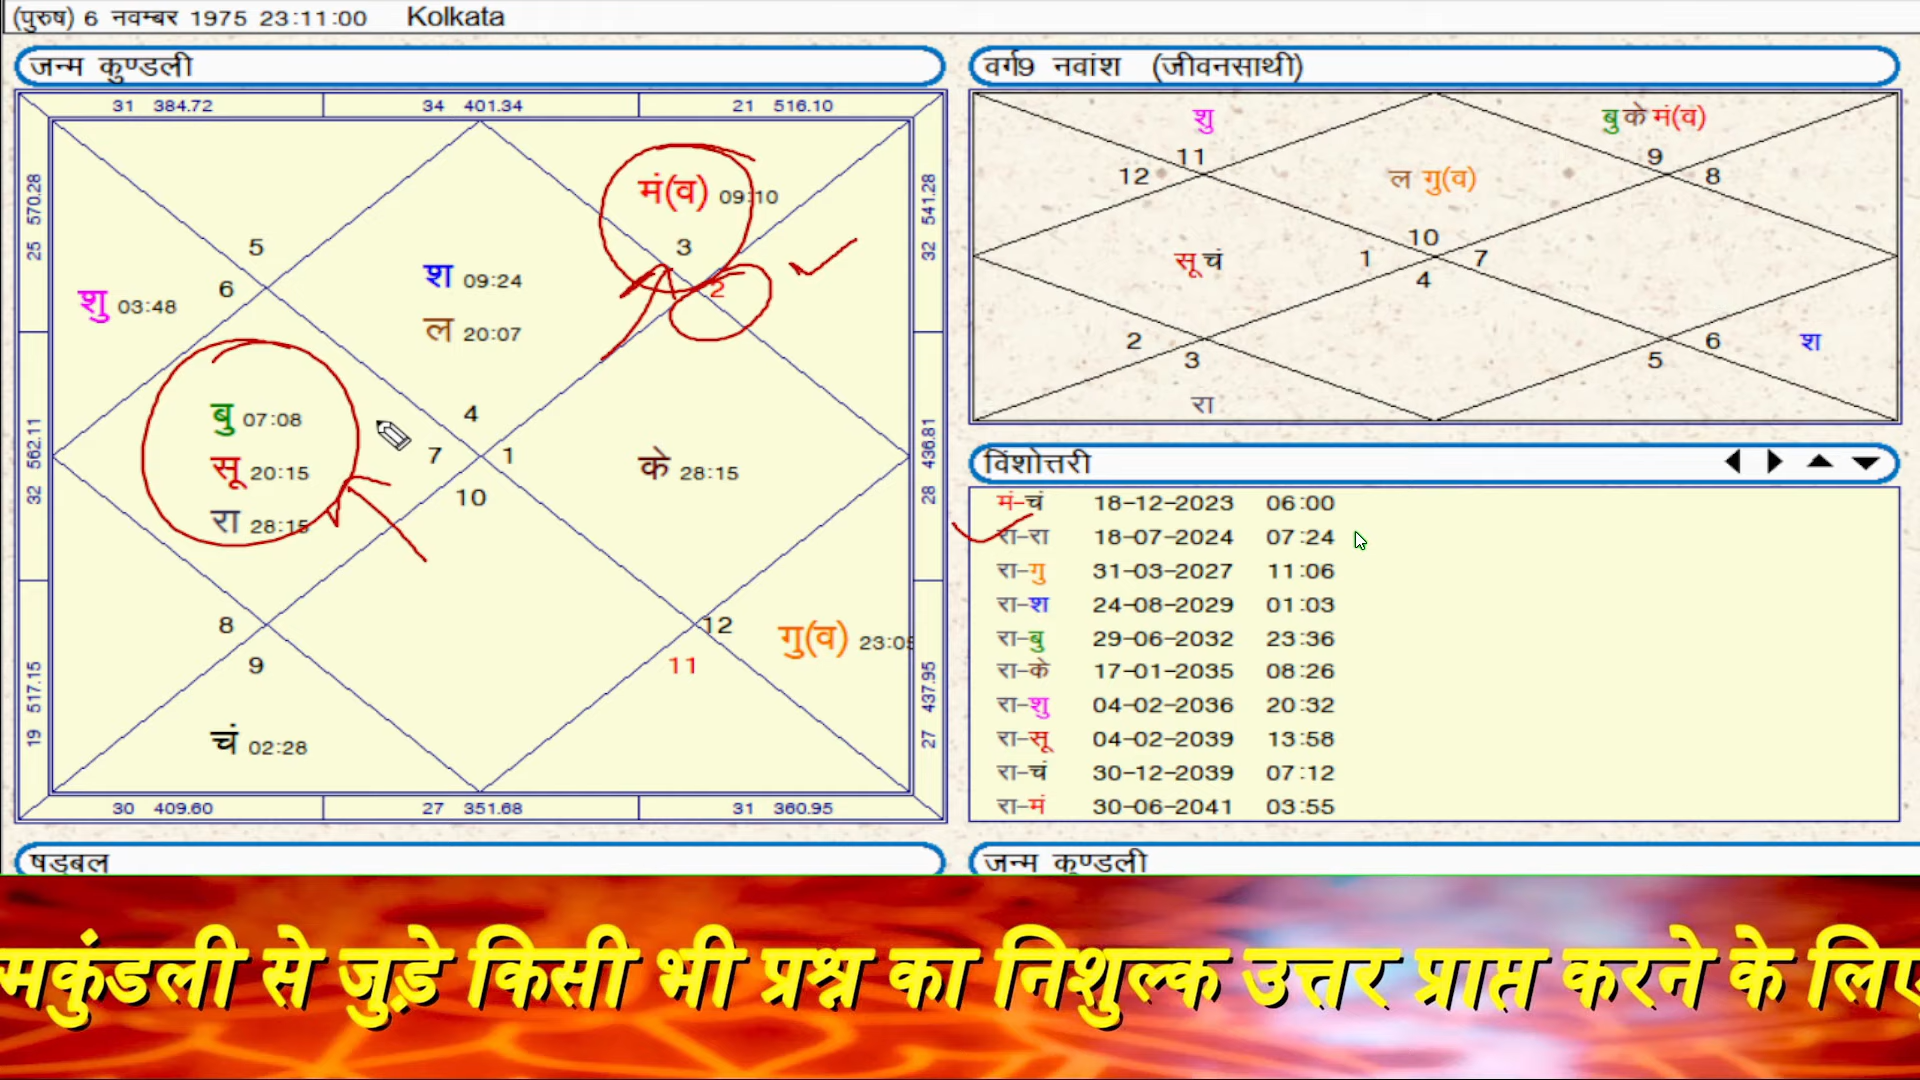 (पुरुष) 6 नवम्बर 1975 23:11:00 Kolkata
जन्म कुण्डली
31 384.72 34 401.34 21 516.10
25 570.28
32 541.28
मं(व) 09:10
5
3
6
श 09:24
2
शु 03:48
ल 20:07
बु 07:08
4
32 562.11
7
1
28 436.81
सू 20:15
के 28:15
10
रा 28:15
8
12
गु(व)
9
11
19 517.15
27 437.95
चं 02:28
30 409.60 27 351.68 31 360.95
षड्बल
वर्ग9 नवांश (जीवनसाथी)
शु
बु के मं(व)
11
9
12
ल गु(व)
8
10
सू चं
1
7
4
2
6
श
3
5
रा
विंशोत्तरी
मं-चं 18-12-2023 06:00
रा-रा 18-07-2024 07:24
रा-गु 31-03-2027 11:06
रा-श 24-08-2029 01:03
रा-बु 29-06-2032 23:36
रा-के 17-01-2035 08:26
रा-शु 04-02-2036 20:32
रा-सू 04-02-2039 13:58
रा-चं 30-12-2039 07:12
रा-मं 30-06-2041 03:55
जन्म कुण्डली
मकुंडली से जुड़े किसी भी प्रश्न का निशुल्क उत्तर प्राप्त करने के लिए